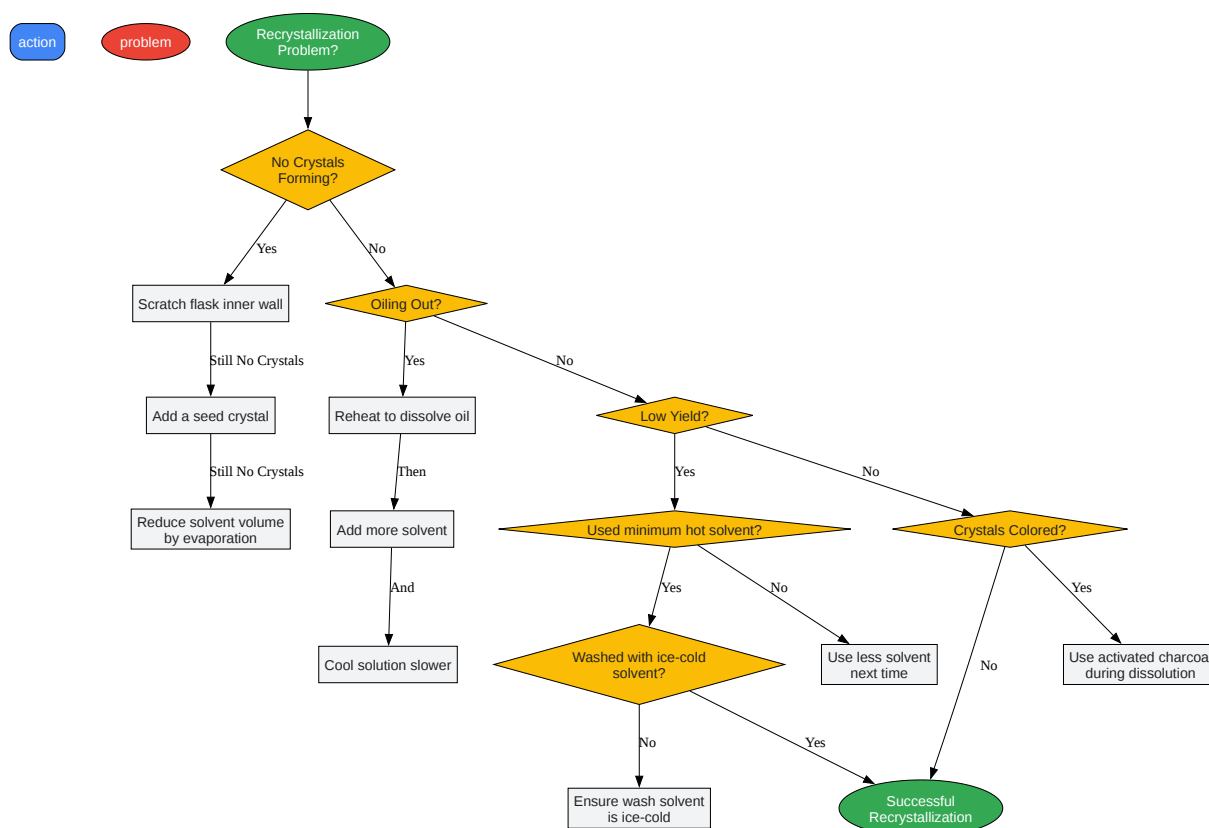 action
problem
Recrystallization
Problem?
No Crystals
Forming?
Yes
No
Scratch flask inner wall
Oiling Out?
Still No Crystals
Yes
No
Add a seed crystal
Reheat to dissolve oil
Low Yield?
Still No Crystals
Then
Yes
No
Reduce solvent volume
by evaporation
Add more solvent
Used minimum hot solvent?
Crystals Colored?
And
Yes
No
Yes
Cool solution slower
Washed with ice-cold
solvent?
Use less solvent
next time
No
Use activated charcoa
during dissolution
No
Yes
Ensure wash solvent
is ice-cold
Successful
Recrystallization